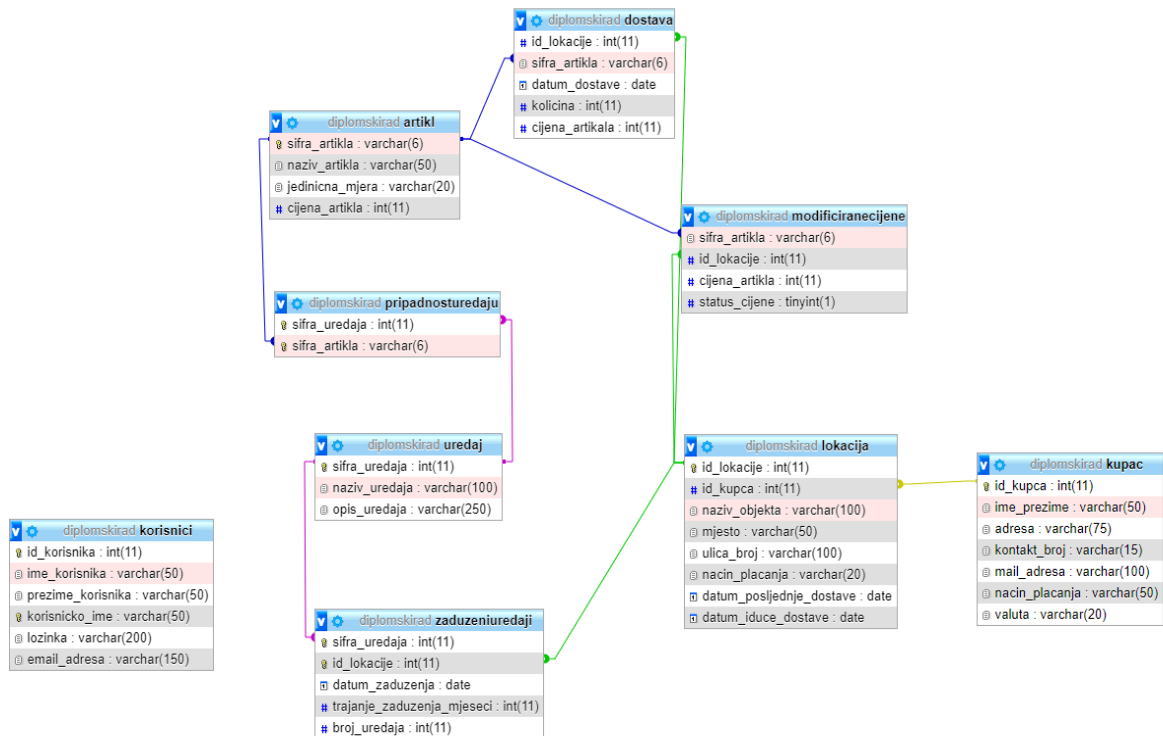 diplomskirad dostava
# id_lokacije : int(11)
sifra_artikla : varchar(6)
datum_dostave : date
# kolicina : int(11)
# cijena_artikala : int(11)
diplomskirad artikl
sifra_artikla : varchar(6)
naziv_artikla : varchar(50)
jedinicna_mjera : varchar(20)
# cijena_artikla : int(11)
diplomskirad modificiranecijene
sifra_artikla : varchar(6)
# id_lokacije : int(11)
# cijena_artikla : int(11)
# status_cijene : tinyint(1)
diplomskirad pripadnosturedaju
sifra_uredaja : int(11)
sifra_artikla : varchar(6)
diplomskirad uredaj
sifra_uredaja : int(11)
naziv_uredaja : varchar(100)
opis_uredaja : varchar(250)
diplomskirad lokacija
id_lokacije : int(11)
# id_kupca : int(11)
naziv_objekta : varchar(100)
mjesto : varchar(50)
ulica_broj : varchar(100)
nacin_placanja : varchar(20)
datum_posljednje_dostave : date
datum_iduce_dostave : date
diplomskirad kupac
id_kupca : int(11)
ime_prezime : varchar(50)
adresa : varchar(75)
kontakt_broj : varchar(15)
mail_adresa : varchar(100)
nacin_placanja : varchar(50)
valuta : varchar(20)
diplomskirad korisnici
id_korisnika : int(11)
ime_korisnika : varchar(50)
prezime_korisnika : varchar(50)
korisnicko_ime : varchar(50)
lozinka : varchar(200)
email_adresa : varchar(150)
diplomskirad zaduzeniuredaji
sifra_uredaja : int(11)
id_lokacije : int(11)
datum_zaduzenja : date
# trajanje_zaduzenja_mjeseci : int(11)
# broj_uredaja : int(11)